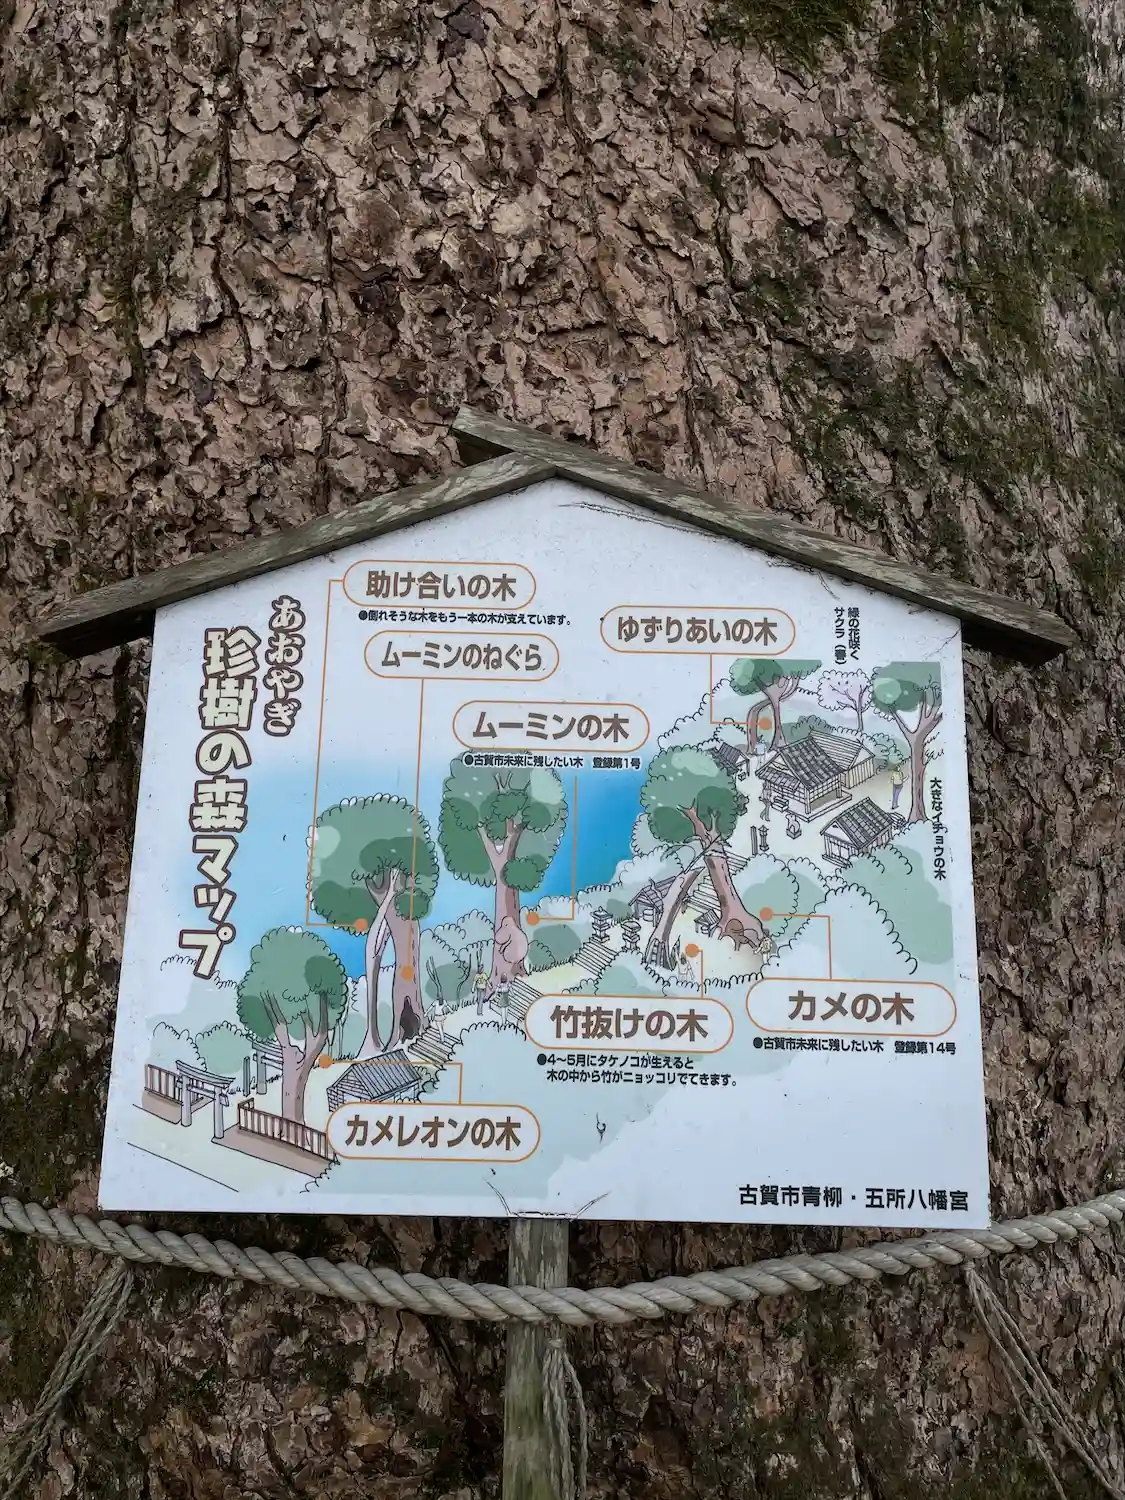 あおやぎ
珍樹の森マップ
助け合いの木
●倒れそうな木をもう一本の木が支えています。
ムーミンのねぐら
ムーミンの木
●古賀市未来に残したい木　登録第1号
ゆずりあいの木
緑の花咲く
サクラ（春）
大きなイチョウの木
カメの木
●古賀市未来に残したい木　登録第14号
竹抜けの木
●4〜5月にタケノコが生えると
木の中から竹がニョッコリでてきます。
カメレオンの木
古賀市青柳・五所八幡宮